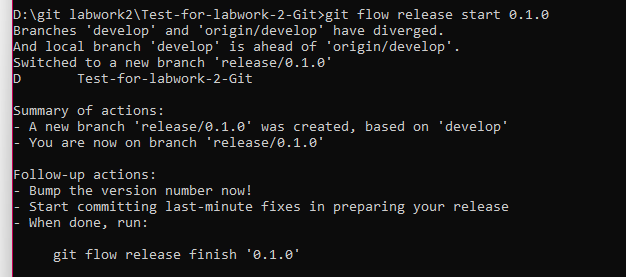 D:\git labwork2\Test-for-labwork-2-Git>git flow release start 0.1.0
Branches 'develop' and 'origin/develop' have diverged.
And local branch 'develop' is ahead of 'origin/develop'.
Switched to a new branch 'release/0.1.0'
D       Test-for-labwork-2-Git

Summary of actions:
- A new branch 'release/0.1.0' was created, based on 'develop'
- You are now on branch 'release/0.1.0'

Follow-up actions:
- Bump the version number now!
- Start committing last-minute fixes in preparing your release
- When done, run:

     git flow release finish '0.1.0'